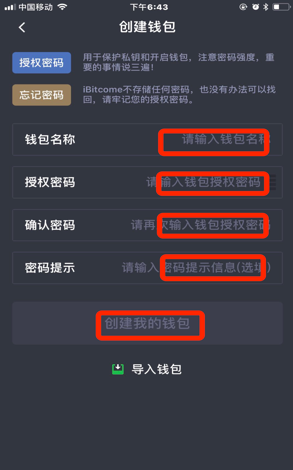 中国移动
下午6:43
创建钱包
授权密码
用于保护私钥和开启钱包，注意密码强度，重
要的事情说三遍！
忘记密码
iBitcome不存储任何密码，也没有办法可以找
回，请牢记您的授权密码。
钱包名称 请输入钱包名称
授权密码 请输入钱包授权密码
确认密码 请再次输入钱包授权密码
密码提示 请输入密码提示信息(选填)
创建我的钱包
导入钱包